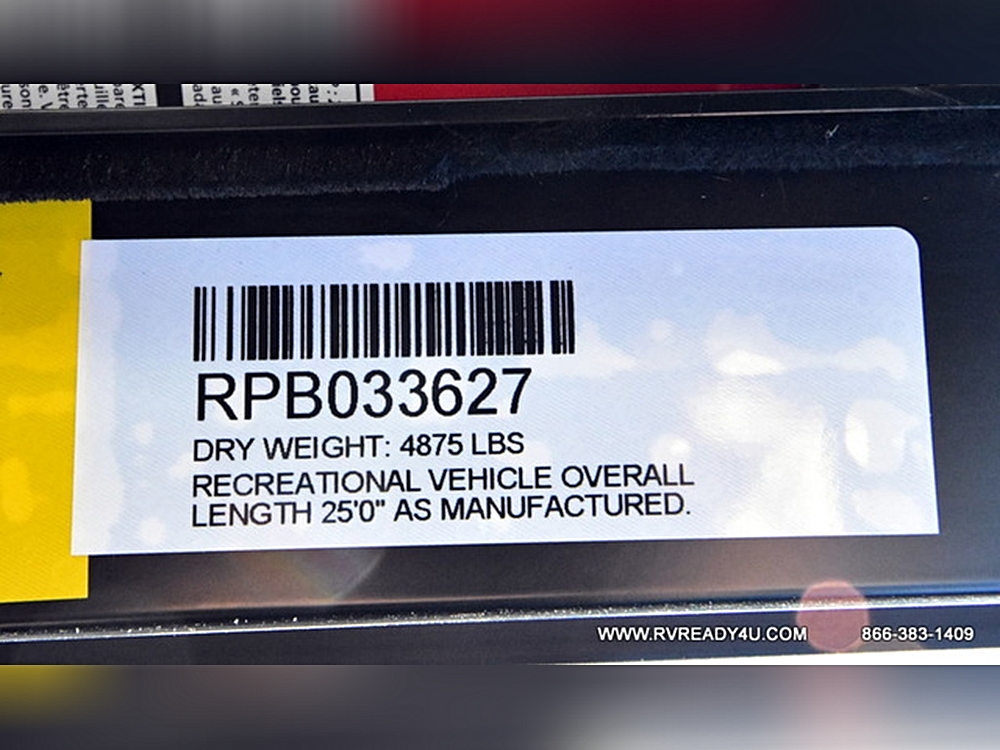 RPB033627
DRY WEIGHT: 4875 LBS
RECREATIONAL VEHICLE OVERALL
LENGTH 25'0" AS MANUFACTURED.
WWW.RVREADY4U.COM 866-383-1409